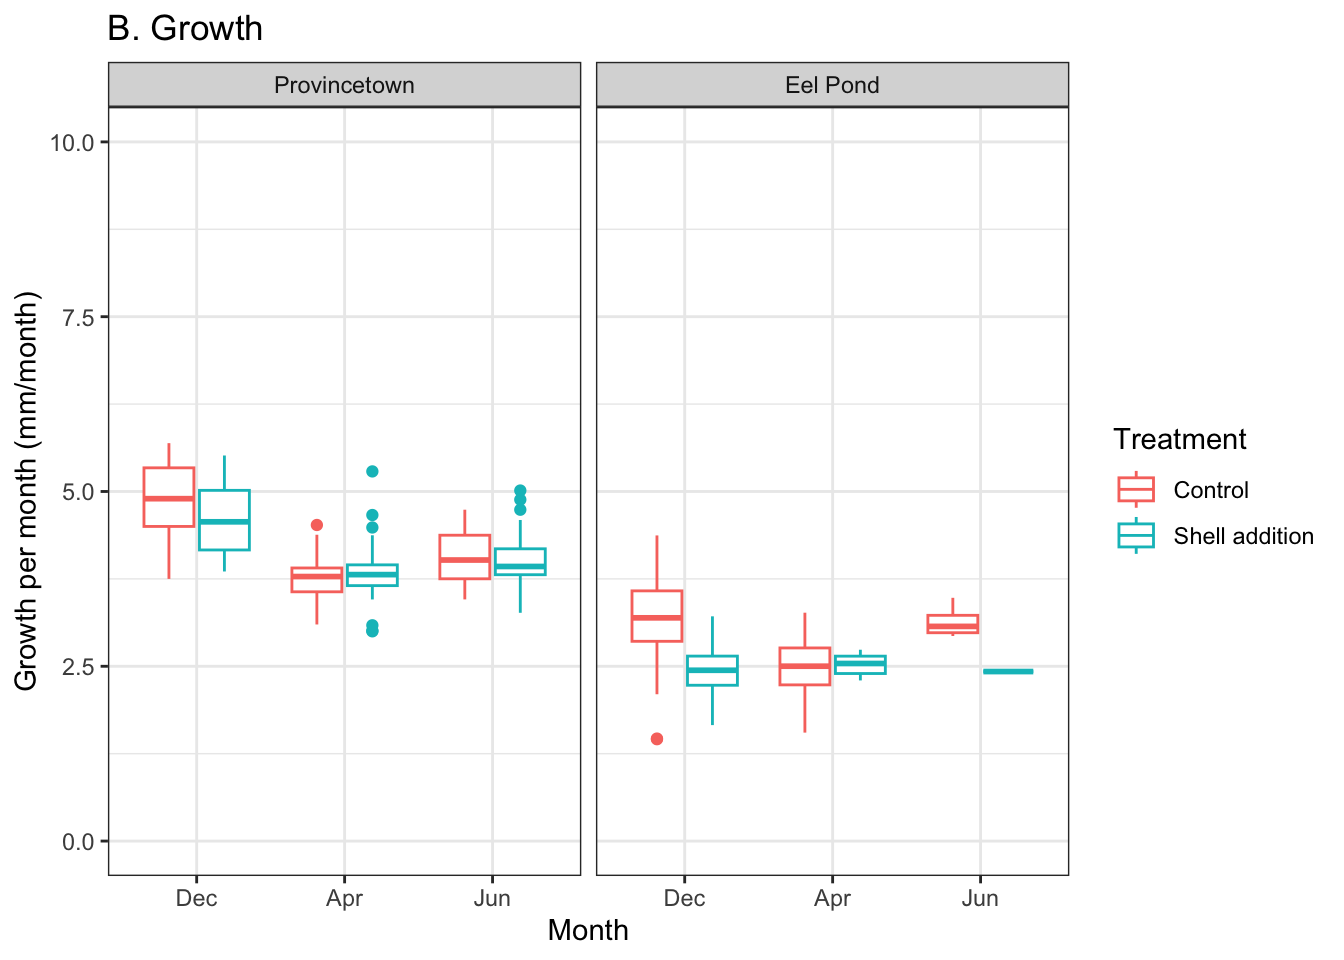 B. Growth
Provincetown
Eel Pond
Growth per month (mm/month)
10.0
7.5
5.0
2.5
0.0
Dec
Apr
Jun
Dec
Apr
Jun
Month
Treatment
Control
Shell addition